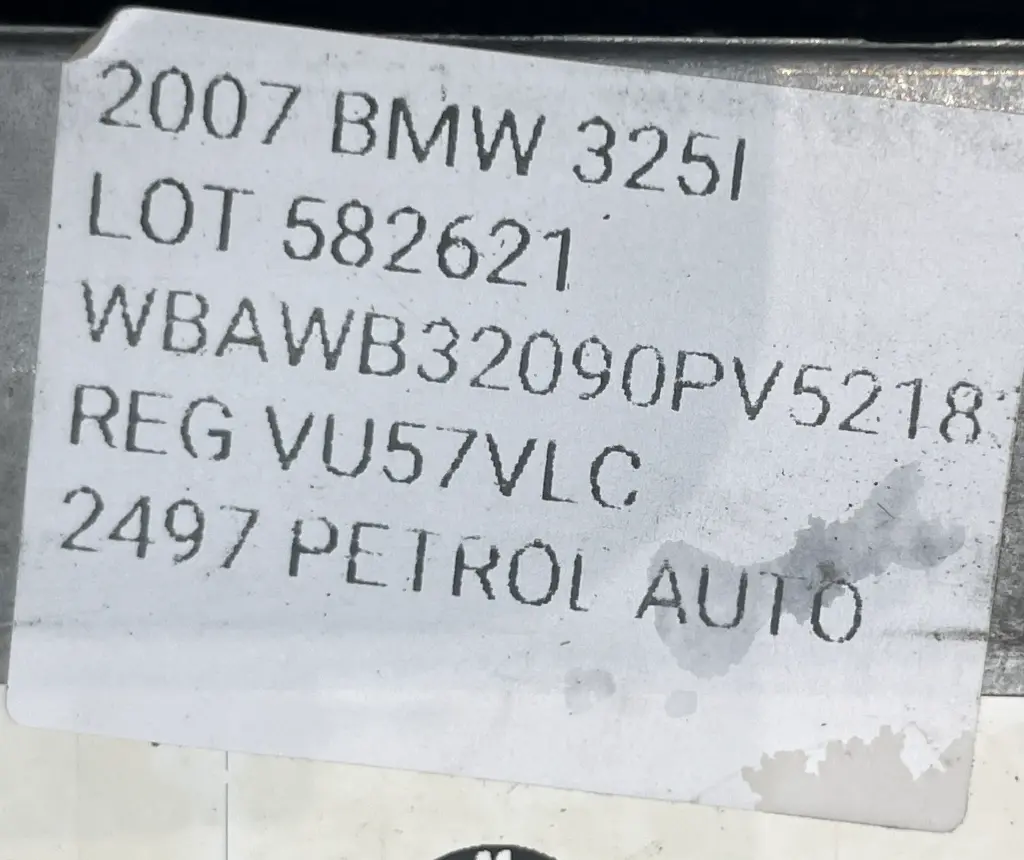 2007 BMW 325I
LOT 582621
WBAWB32090PV5218
REG VU57VLC
2497 PETROL AUTO